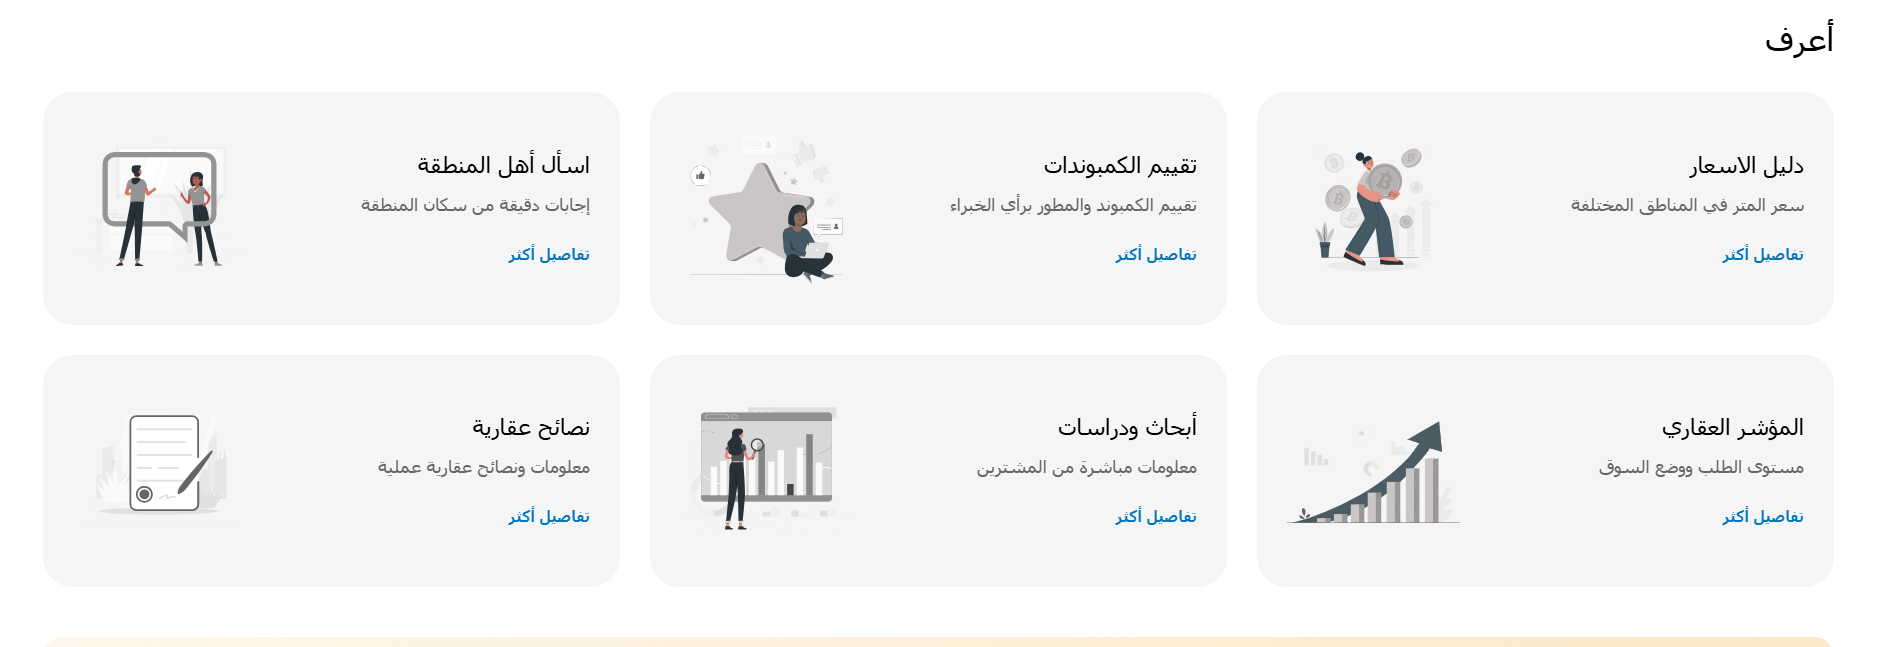 أعرف
دليل الاسعار
سعر المتر في المناطق المختلفة
تفاصيل أكثر
تقييم الكمبوندات
تقييم الكمبوند والمطور برأي الخبراء
تفاصيل أكثر
اسأل أهل المنطقة
إجابات دقيقة من سكان المنطقة
تفاصيل أكثر
المؤشر العقاري
مستوى الطلب ووضع السوق
تفاصيل أكثر
أبحاث ودراسات
معلومات مباشرة من المشترين
تفاصيل أكثر
نصائح عقارية
معلومات ونصائح عقارية عملية
تفاصيل أكثر